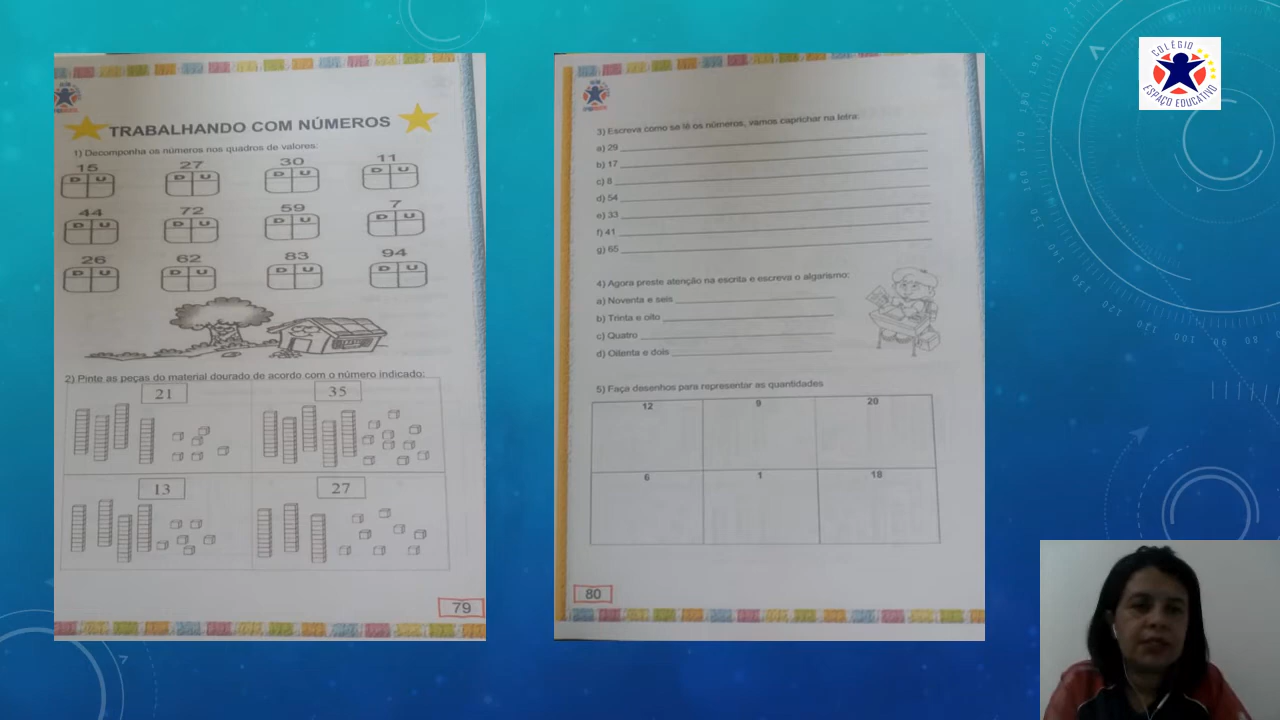 TRABALHANDO COM NÚMEROS
1) Decomponha os números nos quadros de valores:
15 27 30 11
D U D U D U D U
44 72 59 7
D U D U D U D U
26 62 83 94
D U D U D U D U
2) Pinte as peças do material dourado de acordo com o número indicado:
21 35
13 27
79
3) Escreva como se lê os números, vamos caprichar na letra:
a) 29
b) 17
c) 8
d) 54
e) 33
f) 41
g) 65
4) Agora preste atenção na escrita e escreva o algarismo:
a) Noventa e seis
b) Trinta e oito
c) Quatro
d) Oitenta e dois
5) Faça desenhos para representar as quantidades
12 9 20
6 1 18
80
COLÉGIO
ESPAÇO EDUCATIVO